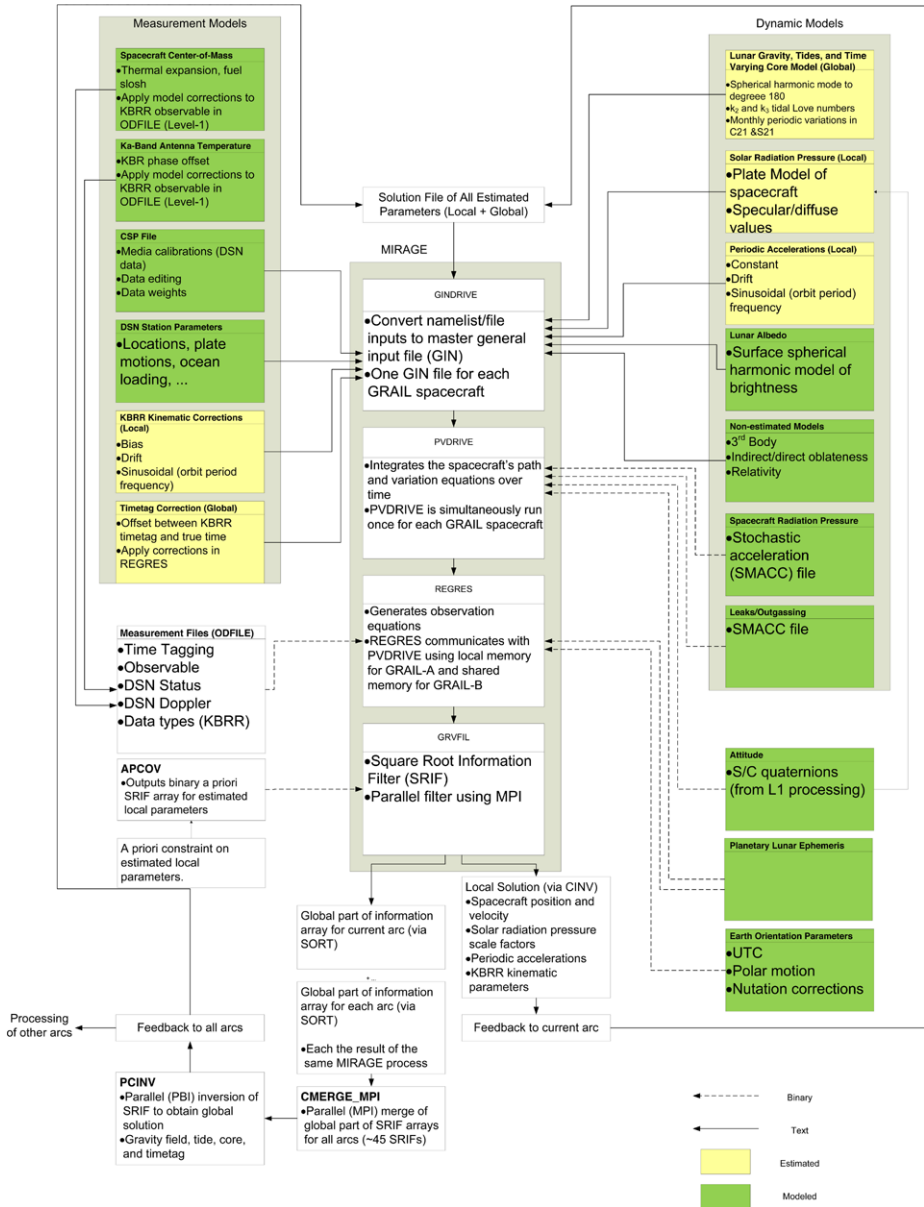 Measurement Models
Spacecraft Center-of-Mass
●Thermal expansion, fuel
slosh
●Apply model corrections to
KBRR observable in
ODFILE (Level-1)
Ka-Band Antenna Temperature
●KBR phase offset
●Apply model corrections to
KBRR observable in
ODFILE (Level-1)
CSP File
●Media calibrations (DSN
data)
●Data editing
●Data weights
DSN Station Parameters
●Locations, plate
motions, ocean
loading, ...
KBRR Kinematic Corrections
(Local)
●Bias
●Drift
●Sinusoidal (orbit period
frequency)
Timetag Correction (Global)
●Offset between KBRR
timetag and true time
●Apply corrections in
REGRES
Measurement Files (ODFILE)
●Time Tagging
●Observable
●DSN Status
●DSN Doppler
●Data types (KBRR)
APCOV
●Outputs binary a priori
SRIF array for estimated
local parameters
A priori constraint on
estimated local
parameters.
Processing
of other arcs
Feedback to all arcs
PCINV
●Parallel (PBI) inversion of
SRIF to obtain global
solution
●Gravity field, tide, core,
and timetag
Solution File of All Estimated
Parameters (Local + Global)
MIRAGE
GINDRIVE
●Convert namelist/file
inputs to master general
input file (GIN)
●One GIN file for each
GRAIL spacecraft
PVDRIVE
●Integrates the spacecraft's path
and variation equations over
time
●PVDRIVE is simultaneously run
once for each GRAIL spacecraft
REGRES
●Generates observation
equations
●REGRES communicates with
PVDRIVE using local memory
for GRAIL-A and shared
memory for GRAIL-B
GRVFIL
●Square Root Information
Filter (SRIF)
●Parallel filter using MPI
Global part of information
array for current arc (via
SORT)
Global part of information
array for each arc (via
SORT)
●Each the result of the
same MIRAGE process
CMERGE_MPI
●Parallel (MPI) merge of
global part of SRIF arrays
for all arcs (~45 SRIFs)
Local Solution (via CINV)
●Spacecraft position and
velocity
●Solar radiation pressure
scale factors
●Periodic accelerations
●KBRR kinematic
parameters
Feedback to current arc
Dynamic Models
Lunar Gravity, Tides, and Time
Varying Core Model (Global)
●Spherical harmonic mode to
degreee 180
●k₂ and k₃ tidal Love numbers
●Monthly periodic variations in
C21 &S21
Solar Radiation Pressure (Local)
●Plate Model of
spacecraft
●Specular/diffuse
values
Periodic Accelerations (Local)
●Constant
●Drift
●Sinusoidal (orbit period)
frequency
Lunar Albedo
●Surface spherical
harmonic model of
brightness
Non-estimated Models
●3rd Body
●Indirect/direct oblateness
●Relativity
Spacecraft Radiation Pressure
●Stochastic
acceleration
(SMACC) file
Leaks/Outgassing
●SMACC file
Attitude
●S/C quaternions
(from L1 processing)
Planetary Lunar Ephemeris
Earth Orientation Parameters
●UTC
●Polar motion
●Nutation corrections
Binary
Text
Estimated
Modeled